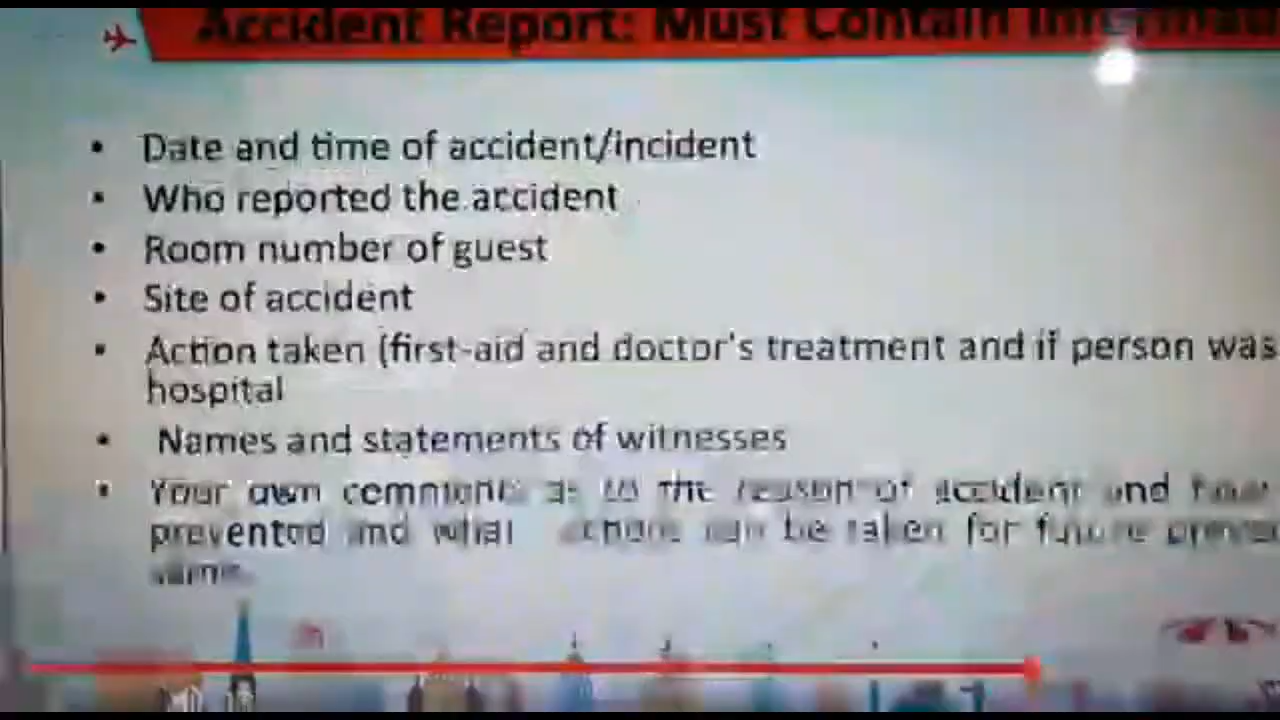 Accident Report: Must Contain
• Date and time of accident/incident
• Who reported the accident
• Room number of guest
• Site of accident
• Action taken (first-aid and doctor's treatment and if person was
hospital
• Names and statements of witnesses
• Your own comments as to the reason of accident and
prevented and what can be taken for future
same.